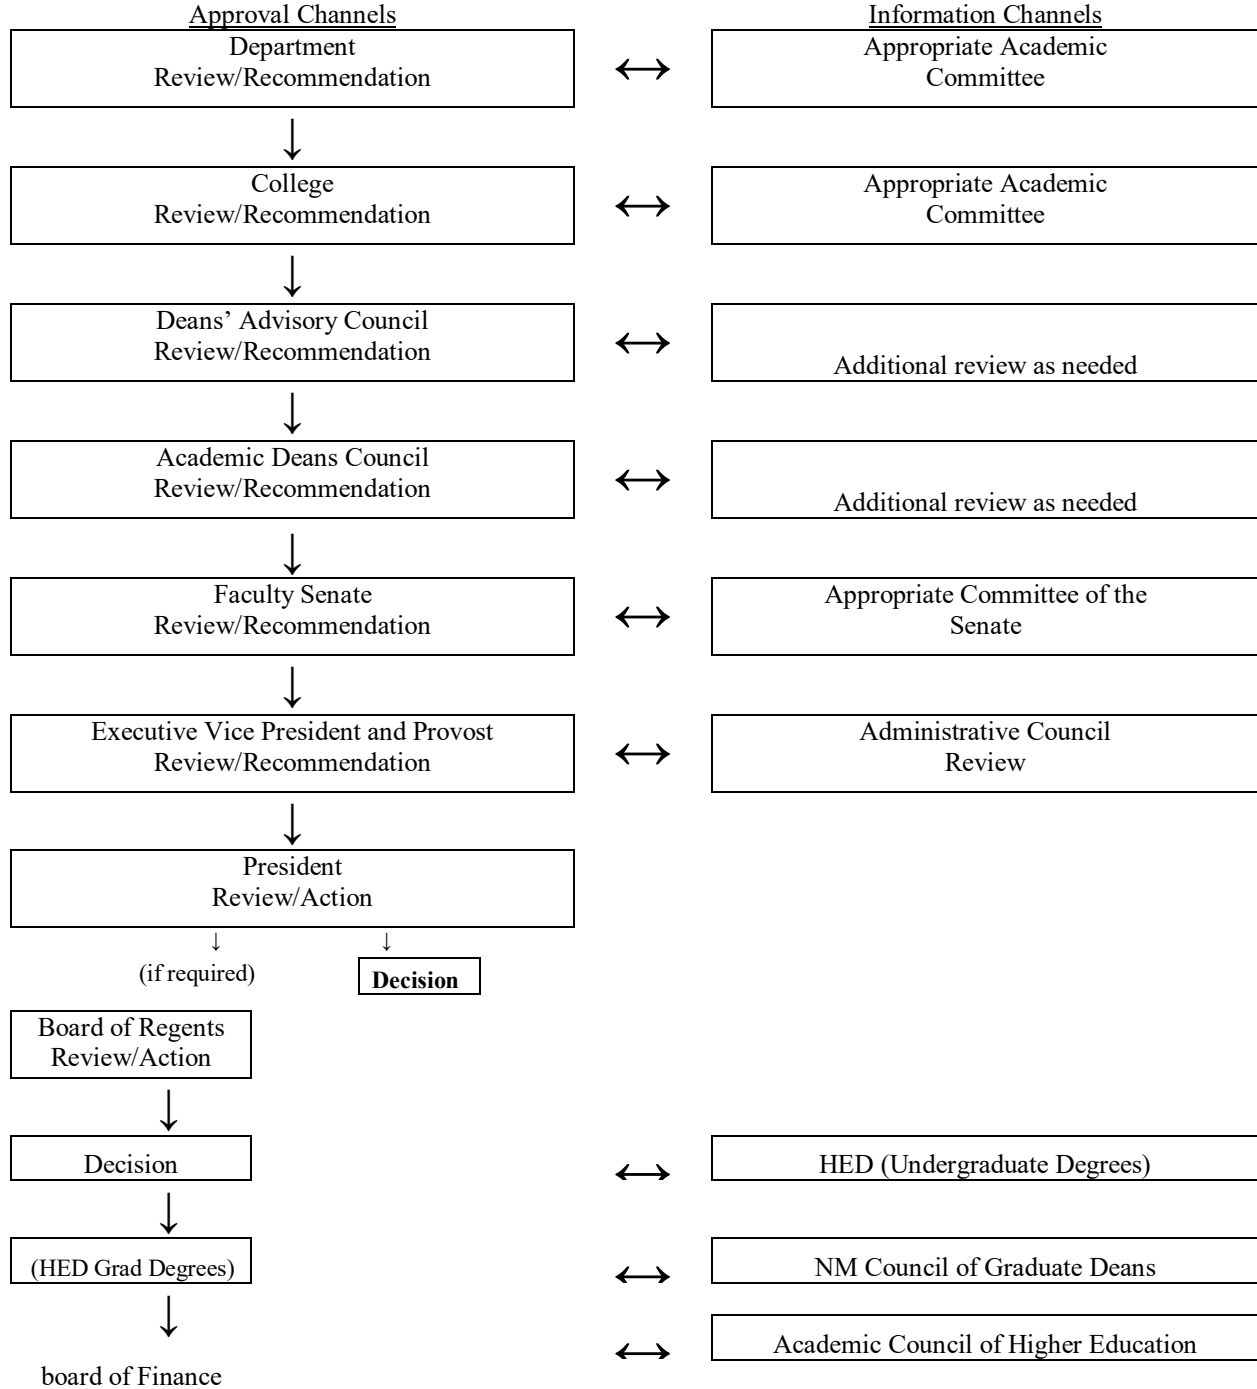 Approval Channels
Information Channels
Department
Review/Recommendation
↔
Appropriate Academic
Committee
↓
College
Review/Recommendation
↔
Appropriate Academic
Committee
↓
Deans’ Advisory Council
Review/Recommendation
↔
Additional review as needed
↓
Academic Deans Council
Review/Recommendation
↔
Additional review as needed
↓
Faculty Senate
Review/Recommendation
↔
Appropriate Committee of the
Senate
↓
Executive Vice President and Provost
Review/Recommendation
↔
Administrative Council
Review
↓
President
Review/Action
↓ ↓
(if required)
Decision
Board of Regents
Review/Action
↓
Decision
↔
HED (Undergraduate Degrees)
↓
(HED Grad Degrees)
↔
NM Council of Graduate Deans
↓
↔
Academic Council of Higher Education
board of Finance